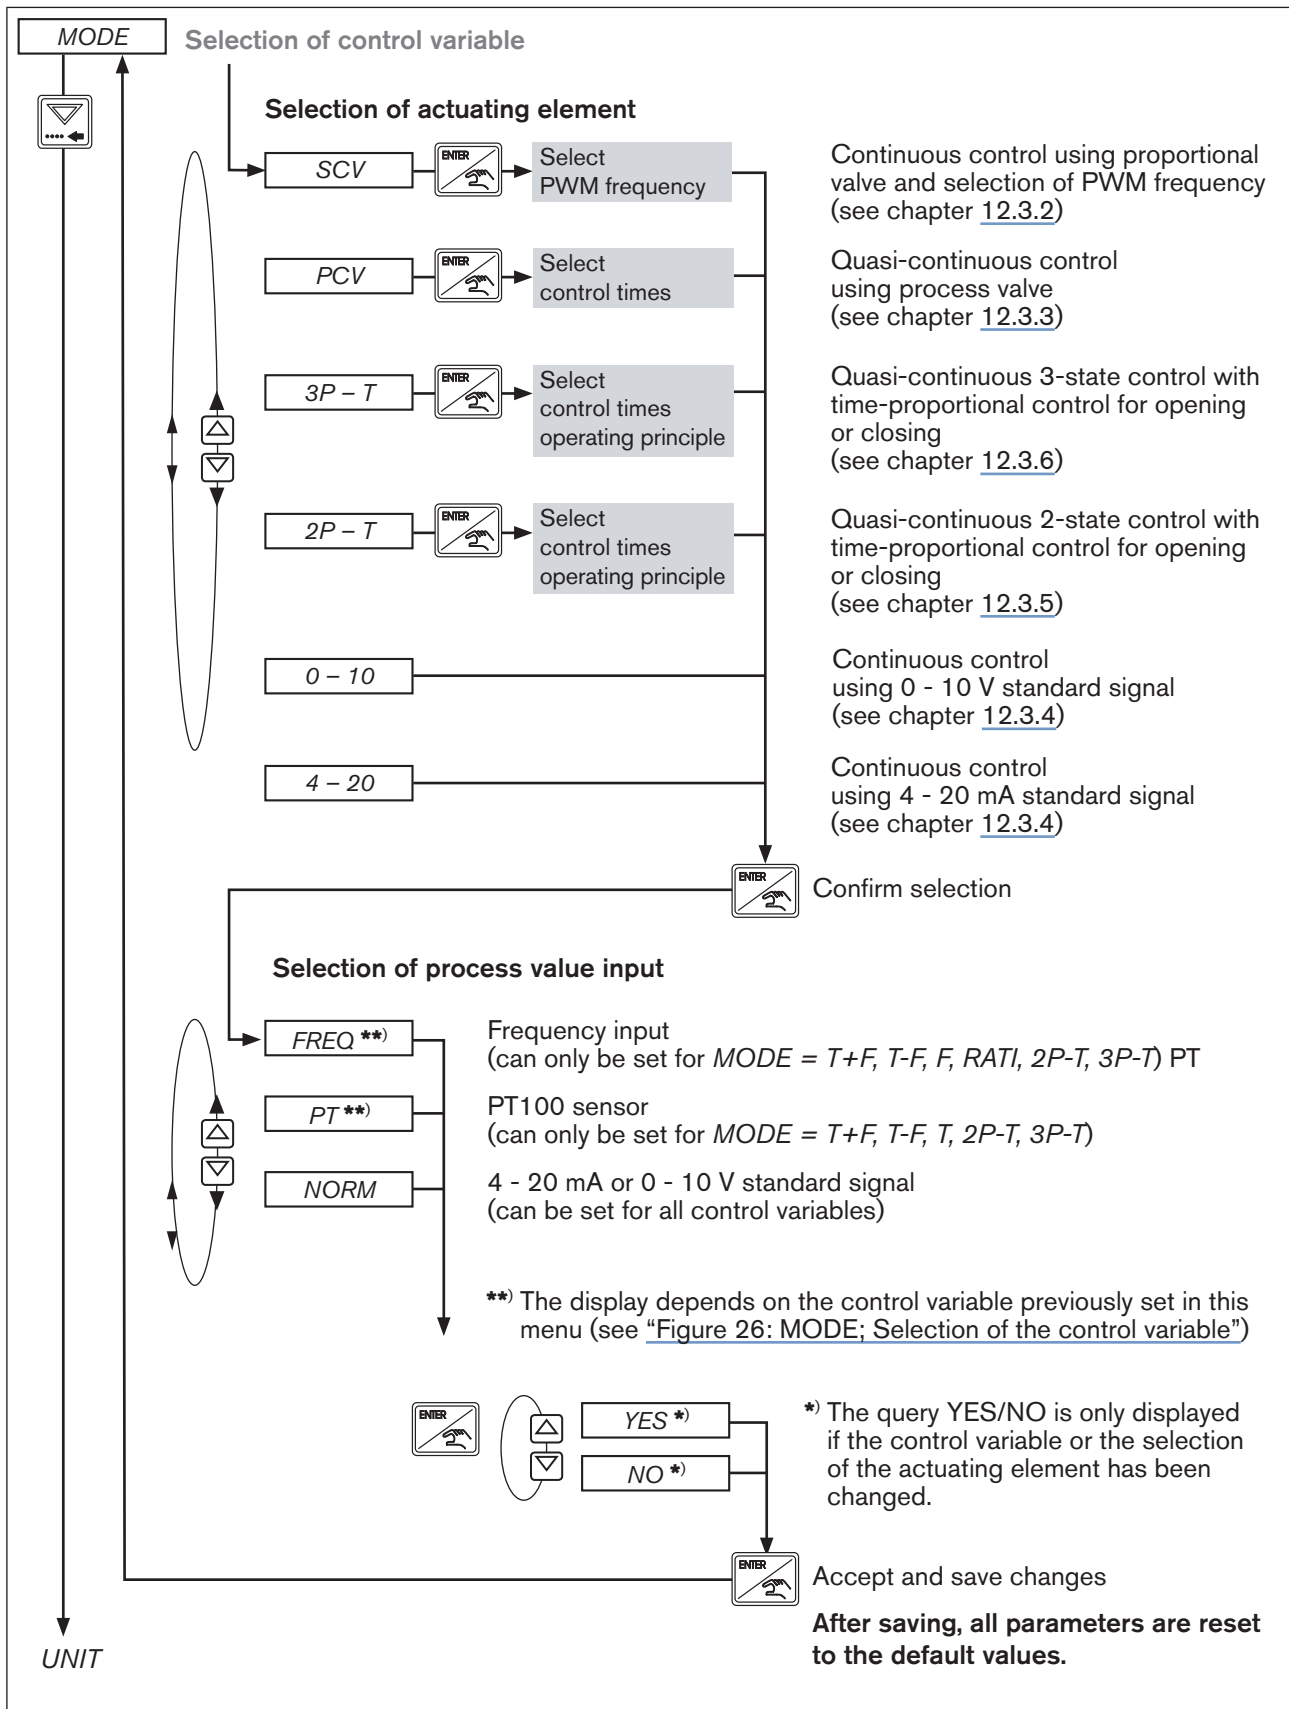 MODE
Selection of control variable
Selection of actuating element
SCV
ENTER
Select
PWM frequency
Continuous control using proportional
valve and selection of PWM frequency
(see chapter 12.3.2)
PCV
ENTER
Select
control times
Quasi-continuous control
using process valve
(see chapter 12.3.3)
3P – T
ENTER
Select
control times
operating principle
Quasi-continuous 3-state control with
time-proportional control for opening
or closing
(see chapter 12.3.6)
2P – T
ENTER
Select
control times
operating principle
Quasi-continuous 2-state control with
time-proportional control for opening
or closing
(see chapter 12.3.5)
0 – 10
Continuous control
using 0 - 10 V standard signal
(see chapter 12.3.4)
4 – 20
Continuous control
using 4 - 20 mA standard signal
(see chapter 12.3.4)
ENTER
Confirm selection
Selection of process value input
FREQ **)
Frequency input
(can only be set for MODE = T+F, T-F, F, RATI, 2P-T, 3P-T) PT
PT **)
PT100 sensor
(can only be set for MODE = T+F, T-F, T, 2P-T, 3P-T)
NORM
4 - 20 mA or 0 - 10 V standard signal
(can be set for all control variables)
**) The display depends on the control variable previously set in this
menu (see “Figure 26: MODE; Selection of the control variable”)
ENTER
YES *)
NO *)
*) The query YES/NO is only displayed
if the control variable or the selection
of the actuating element has been
changed.
ENTER
Accept and save changes
After saving, all parameters are reset
to the default values.
UNIT